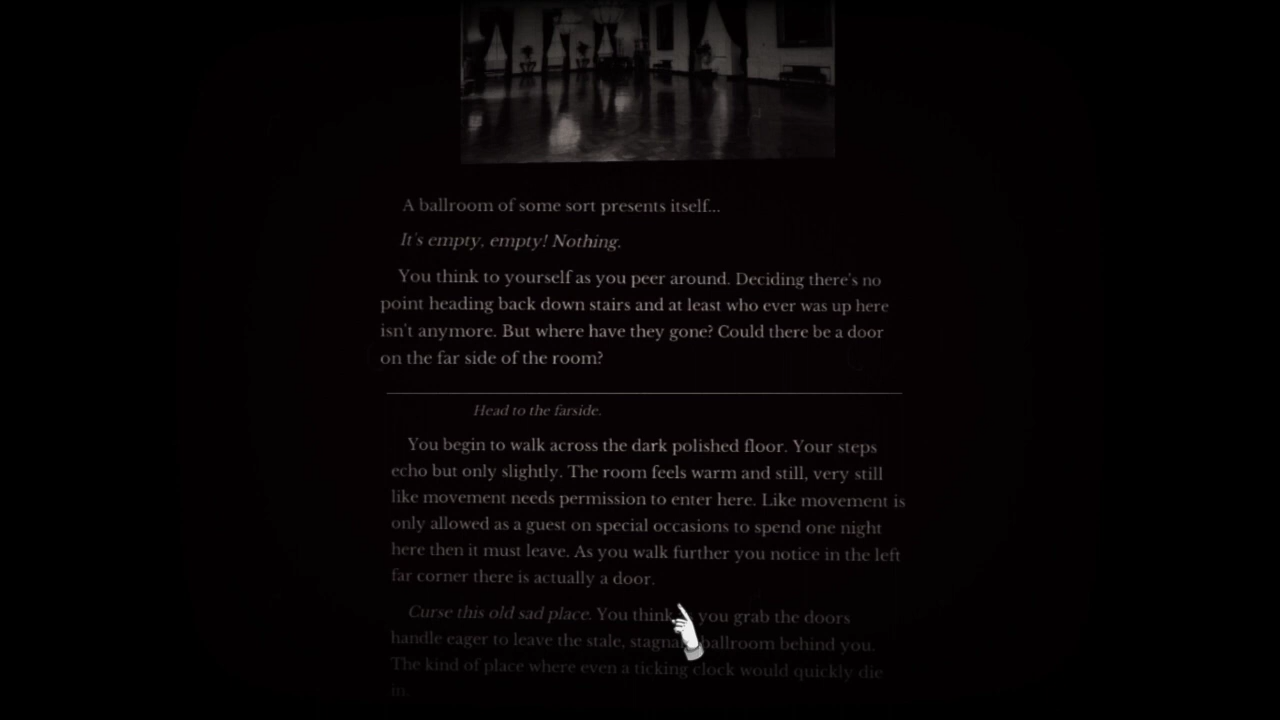 A ballroom of some sort presents itself...
It's empty, empty! Nothing.
You think to yourself as you peer around. Deciding there's no
point heading back down stairs and at least who ever was up here
isn't anymore. But where have they gone? Could there be a door
on the far side of the room?
Head to the farside.
You begin to walk across the dark polished floor. Your steps
echo but only slightly. The room feels warm and still, very still
like movement needs permission to enter here. Like movement is
only allowed as a guest on special occasions to spend one night
here then it must leave. As you walk further you notice in the left
far corner there is actually a door.
Curse this old sad place. You think you grab the doors
handle eager to leave the stale, stagnant ballroom behind you.
The kind of place where even a ticking clock would quickly die
in.